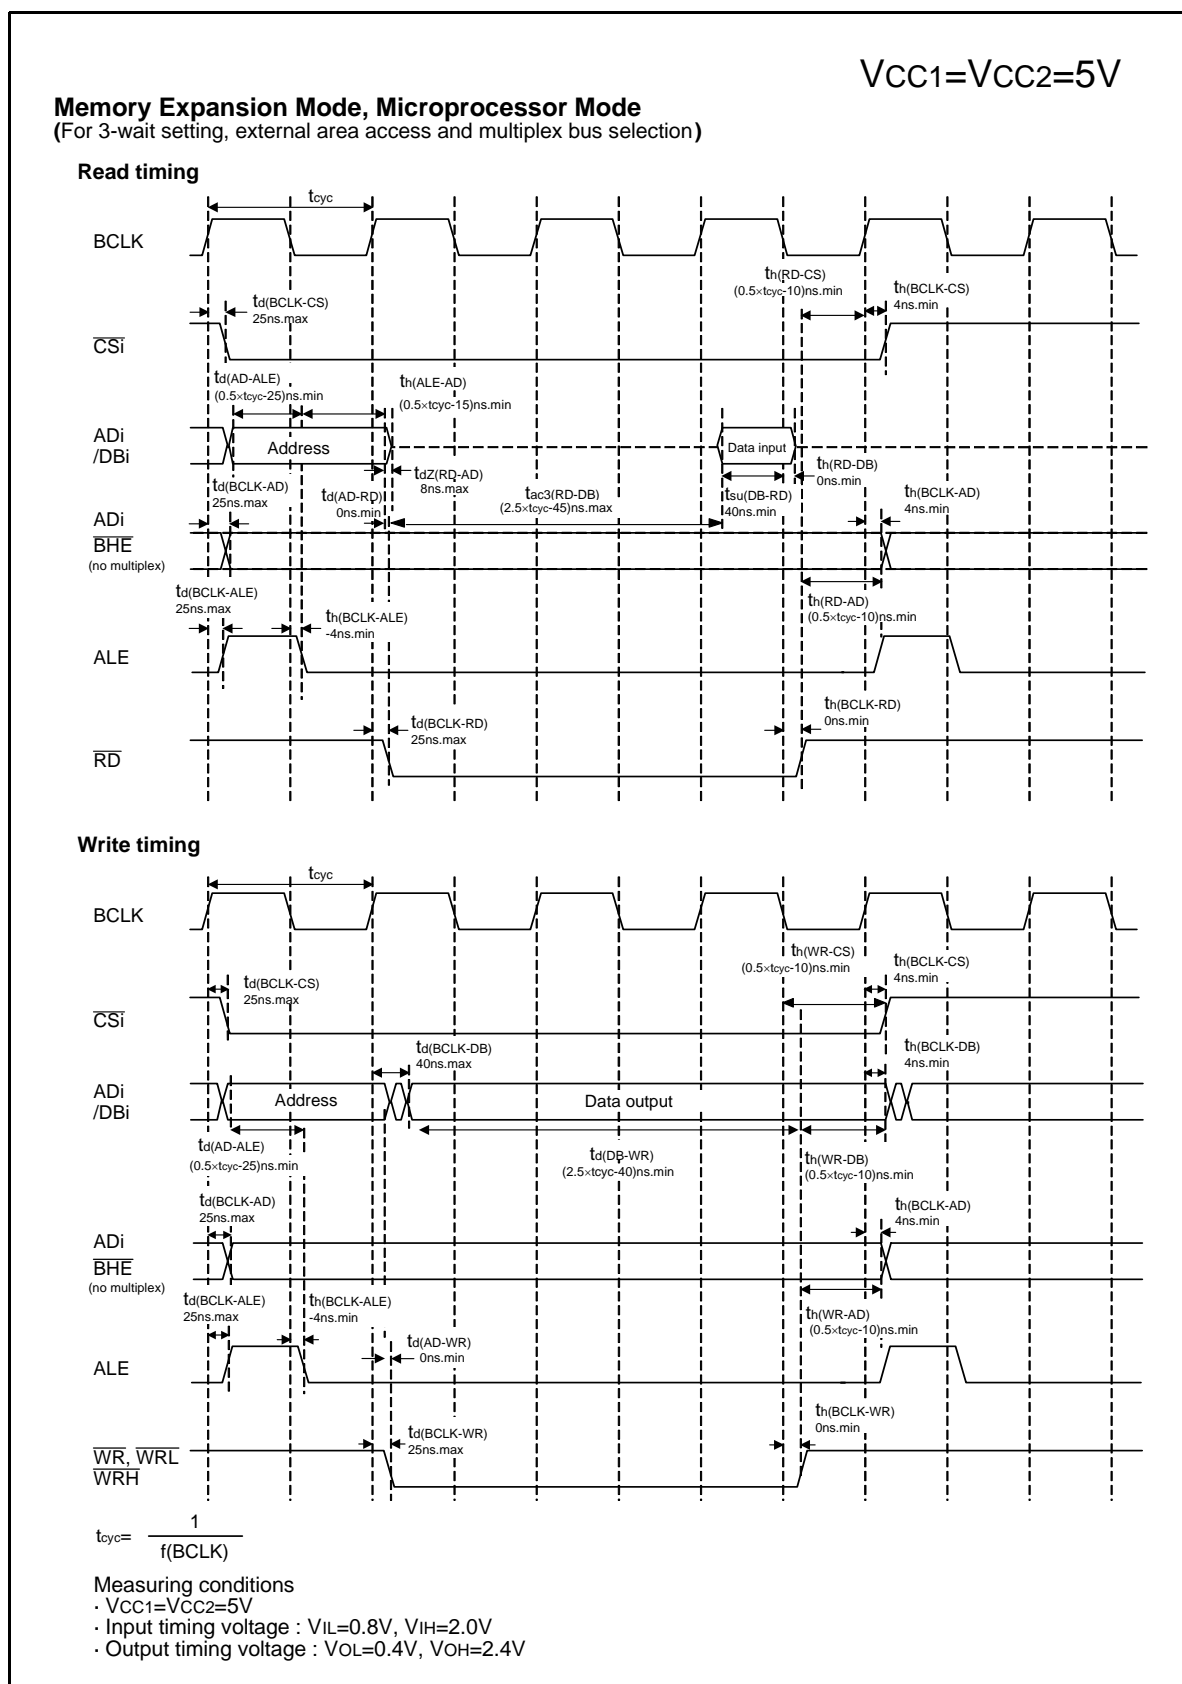 VCC1=VCC2=5V
Memory Expansion Mode, Microprocessor Mode
(For 3-wait setting, external area access and multiplex bus selection)
Read timing
tcyc
BCLK
th(RD-CS)
(0.5×tcyc-10)ns.min
th(BCLK-CS)
4ns.min
td(BCLK-CS)
25ns.max
CSi
td(AD-ALE)
(0.5×tcyc-25)ns.min
th(ALE-AD)
(0.5×tcyc-15)ns.min
ADi
/DBi
Address
Data input
th(RD-DB)
0ns.min
tdZ(RD-AD)
8ns.max
td(BCLK-AD)
25ns.max
td(AD-RD)
0ns.min
tac3(RD-DB)
(2.5×tcyc-45)ns.max
tsu(DB-RD)
40ns.min
th(BCLK-AD)
4ns.min
ADi
BHE
(no multiplex)
td(BCLK-ALE)
25ns.max
th(BCLK-ALE)
-4ns.min
th(RD-AD)
(0.5×tcyc-10)ns.min
ALE
td(BCLK-RD)
25ns.max
th(BCLK-RD)
0ns.min
RD
Write timing
tcyc
BCLK
th(WR-CS)
(0.5×tcyc-10)ns.min
th(BCLK-CS)
4ns.min
td(BCLK-CS)
25ns.max
CSi
td(BCLK-DB)
40ns.max
th(BCLK-DB)
4ns.min
ADi
/DBi
Address
Data output
td(AD-ALE)
(0.5×tcyc-25)ns.min
td(DB-WR)
(2.5×tcyc-40)ns.min
th(WR-DB)
(0.5×tcyc-10)ns.min
td(BCLK-AD)
25ns.max
th(BCLK-AD)
4ns.min
ADi
BHE
(no multiplex)
td(BCLK-ALE)
25ns.max
th(BCLK-ALE)
-4ns.min
th(WR-AD)
(0.5×tcyc-10)ns.min
td(AD-WR)
0ns.min
ALE
td(BCLK-WR)
25ns.max
th(BCLK-WR)
0ns.min
WR, WRL
WRH
tcyc= 1
f(BCLK)
Measuring conditions
· VCC1=VCC2=5V
· Input timing voltage : VIL=0.8V, VIH=2.0V
· Output timing voltage : VOL=0.4V, VOH=2.4V